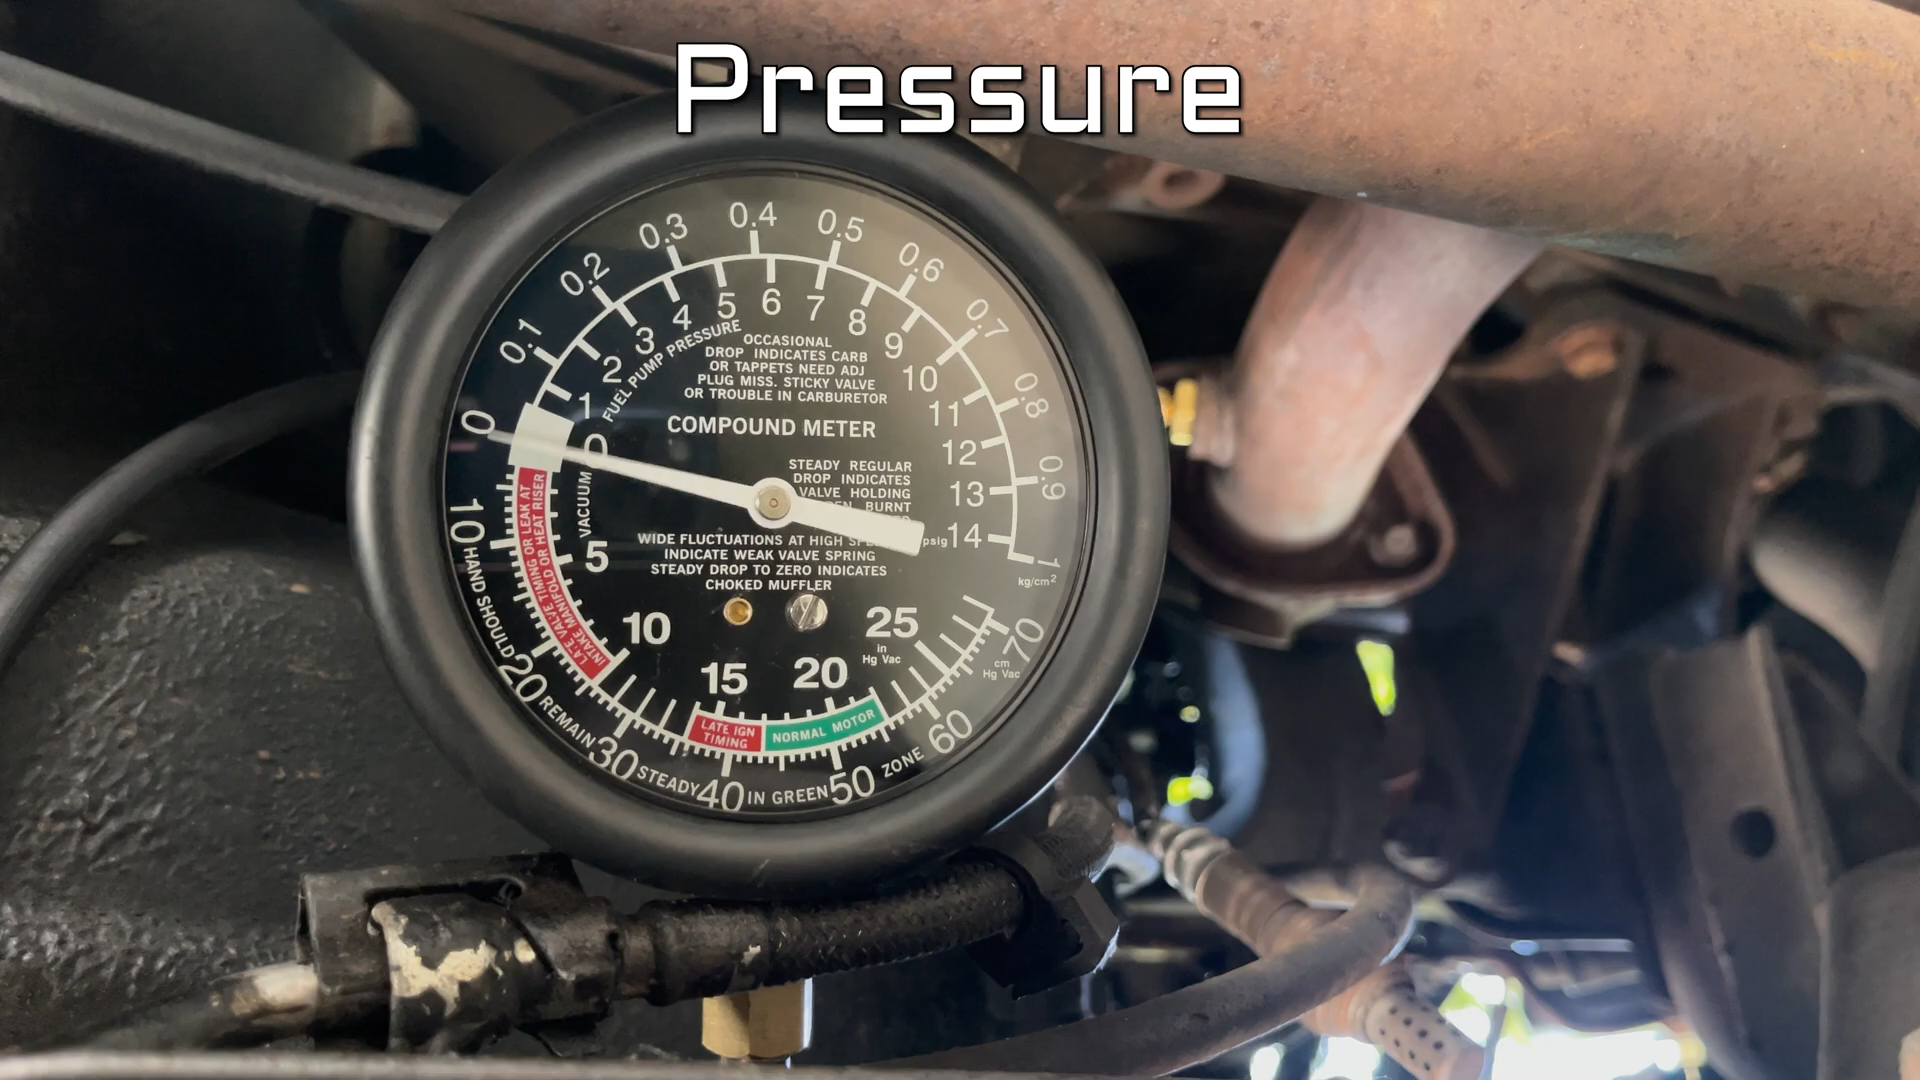 Pressure
0 0.1 0.2 0.3 0.4 0.5 0.6 0.7 0.8 0.9 1
kg/cm²
0 1 2 3 4 5 6 7 8 9 10 11 12 13 14
psig
FUEL PUMP PRESSURE
OCCASIONAL
DROP INDICATES CARB
OR TAPPETS NEED ADJ
PLUG MISS. STICKY VALVE
OR TROUBLE IN CARBURETOR
COMPOUND METER
STEADY REGULAR
DROP INDICATES
VALVE HOLDING
BURNT
WIDE FLUCTUATIONS AT HIGH
INDICATE WEAK VALVE SPRING
STEADY DROP TO ZERO INDICATES
CHOKED MUFFLER
VACUUM
5 10 15 20 25
in
Hg Vac
LATE VALVE TIMING OR LEAK AT
INTAKE MANIFOLD OR HEAT RISER
LATE IGN
TIMING
NORMAL MOTOR
10 20 30 40 50 60 70
cm
Hg Vac
HAND SHOULD REMAIN STEADY IN GREEN ZONE